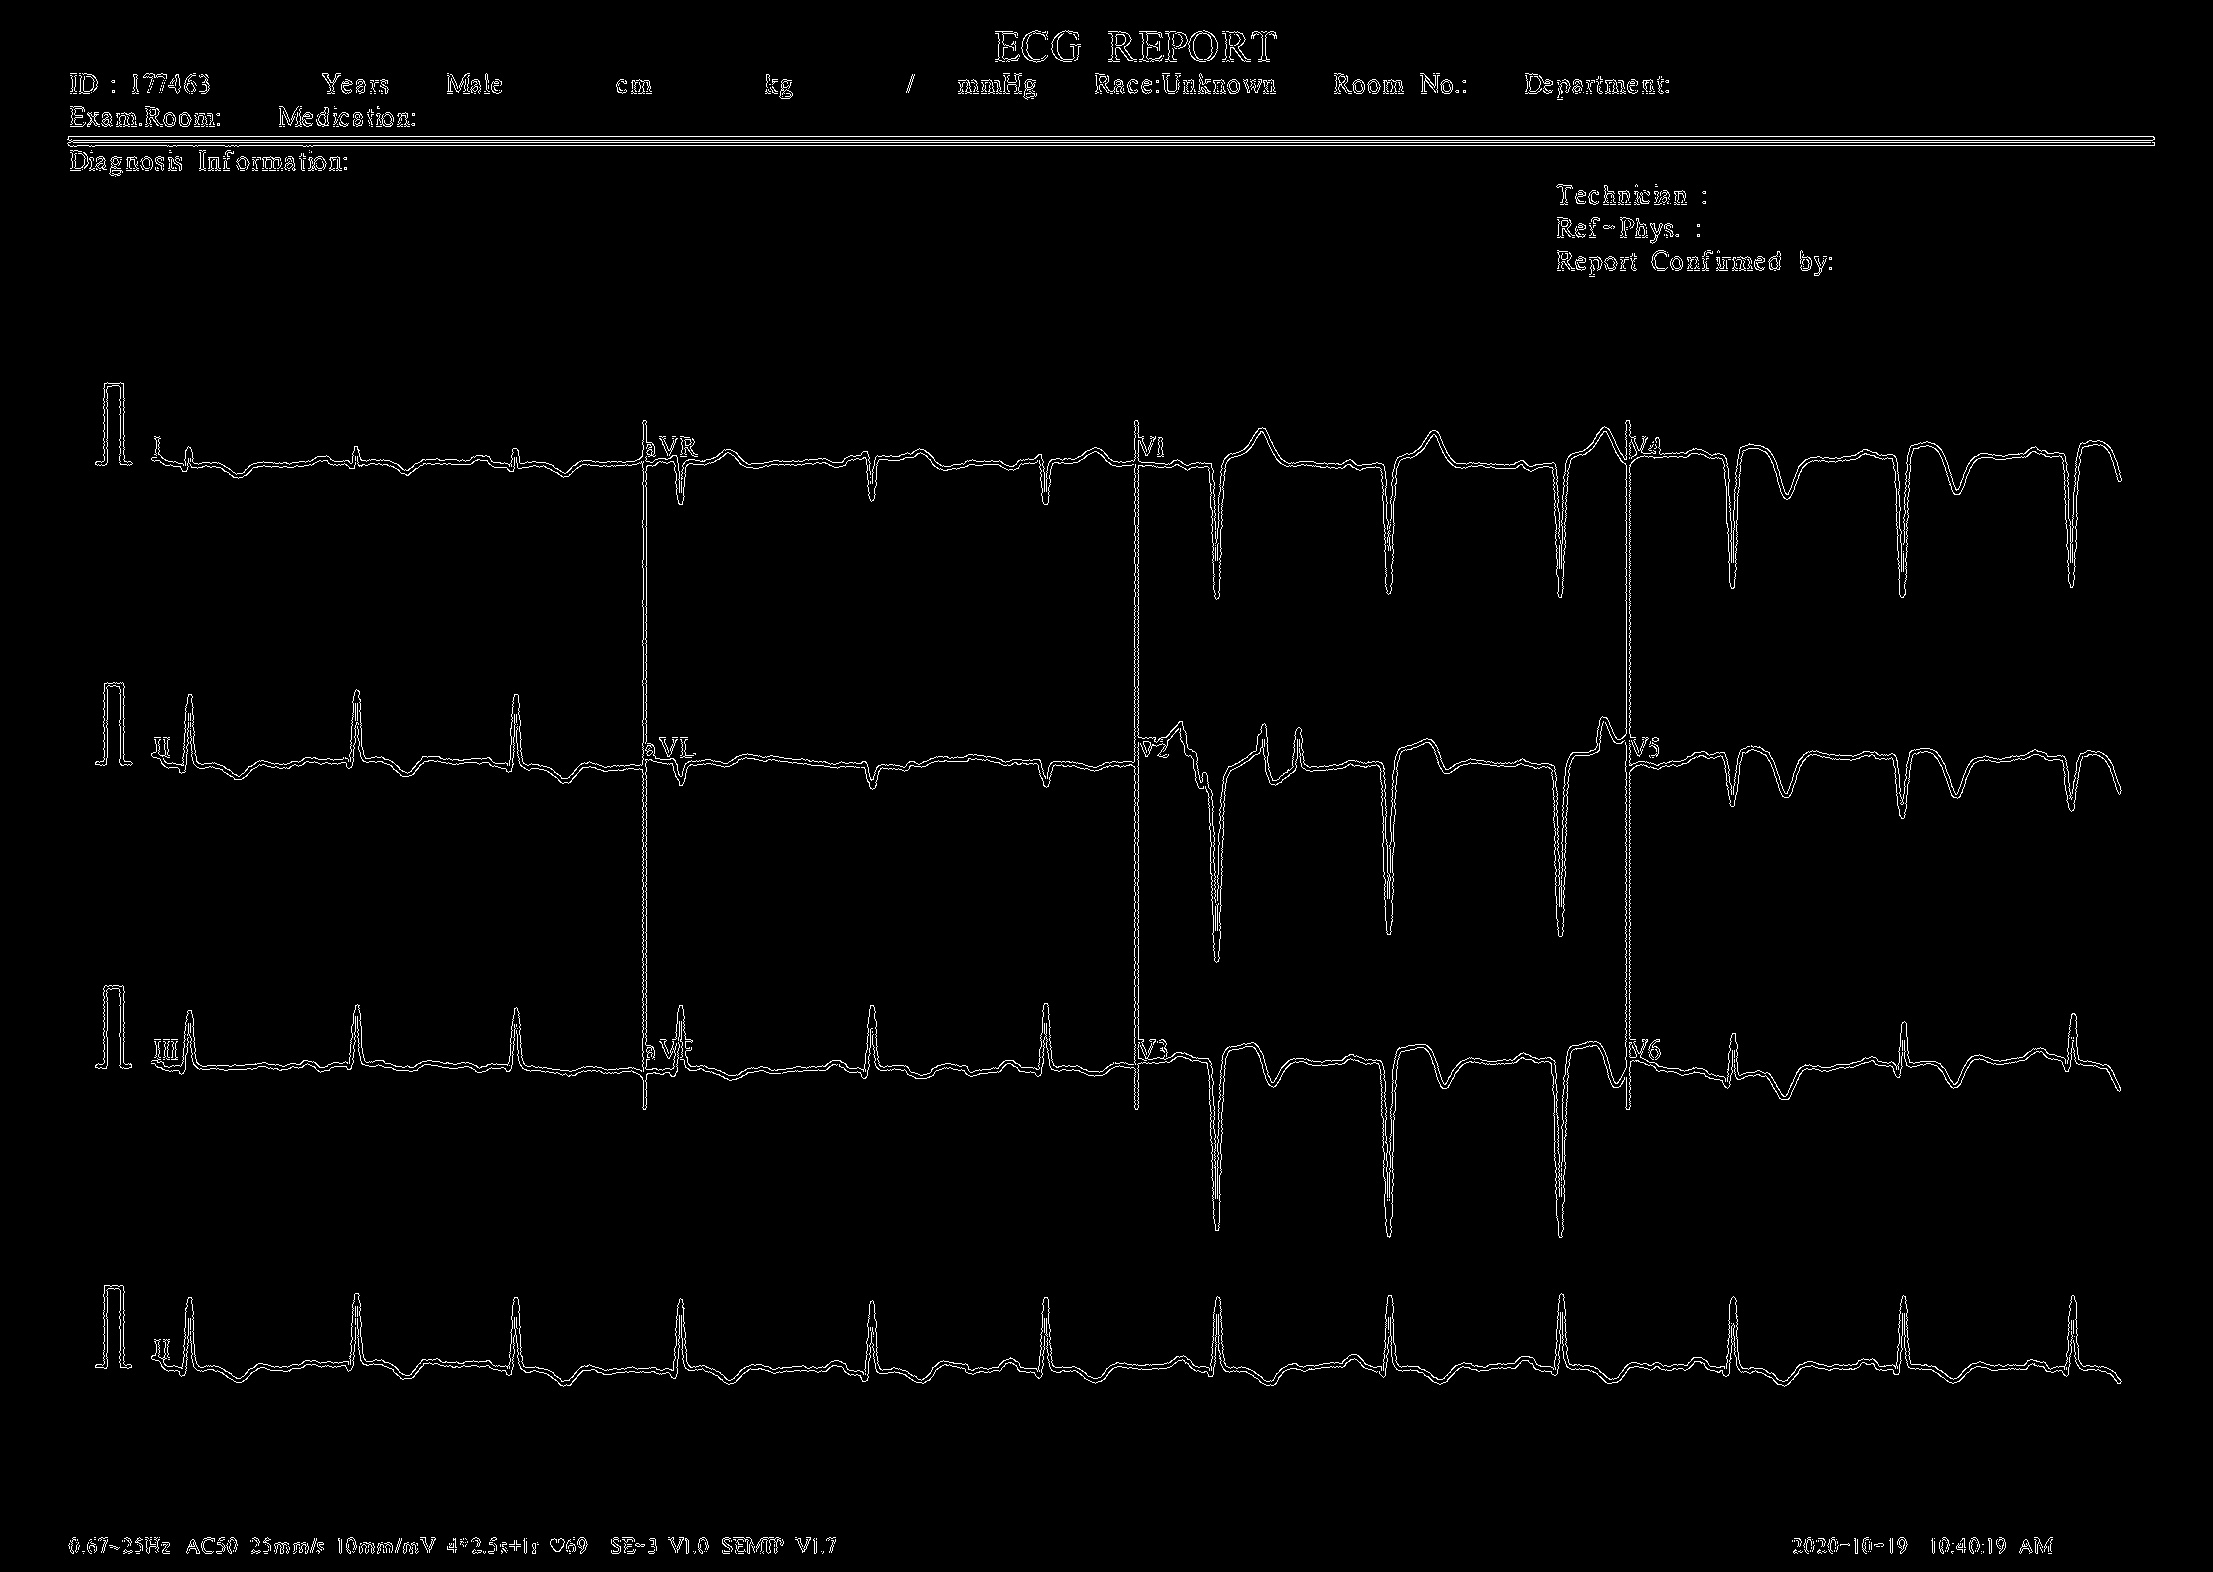 ECG REPORT
ID : 177463 Years Male cm kg / mmHg Race:Unknown Room No.: Department:
Exam.Room: Medication:
Diagnosis Information:
Technician :
Ref-Phys. :
Report Confirmed by:
I aVR V1 V4
II aVL V2 V5
III aVF V3 V6
II
0.67~25Hz AC50 25mm/s 10mm/mV 4*2.5s+1r ♡69 SE-3 V1.0 SEMIP V1.7 2020-10-19 10:40:19 AM